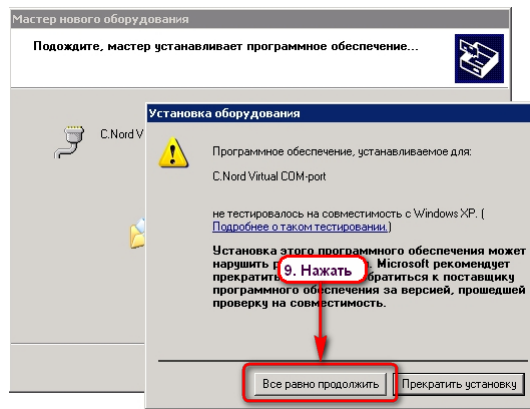 Мастер нового оборудования
Подождите, мастер устанавливает программное обеспечение...
C.Nord V
Установка оборудования
Программное обеспечение, устанавливаемое для:
C.Nord Virtual COM-port
не тестировалось на совместимость с Windows XP. (
Подробнее о таком тестировании.)
Установка этого программного обеспечения может
нарушить Microsoft рекомендует
прекратить братиться к поставщику
программного обеспечения за версией, прошедшей
проверку на совместимость.
9. Нажать
Все равно продолжить
Прекратить установку